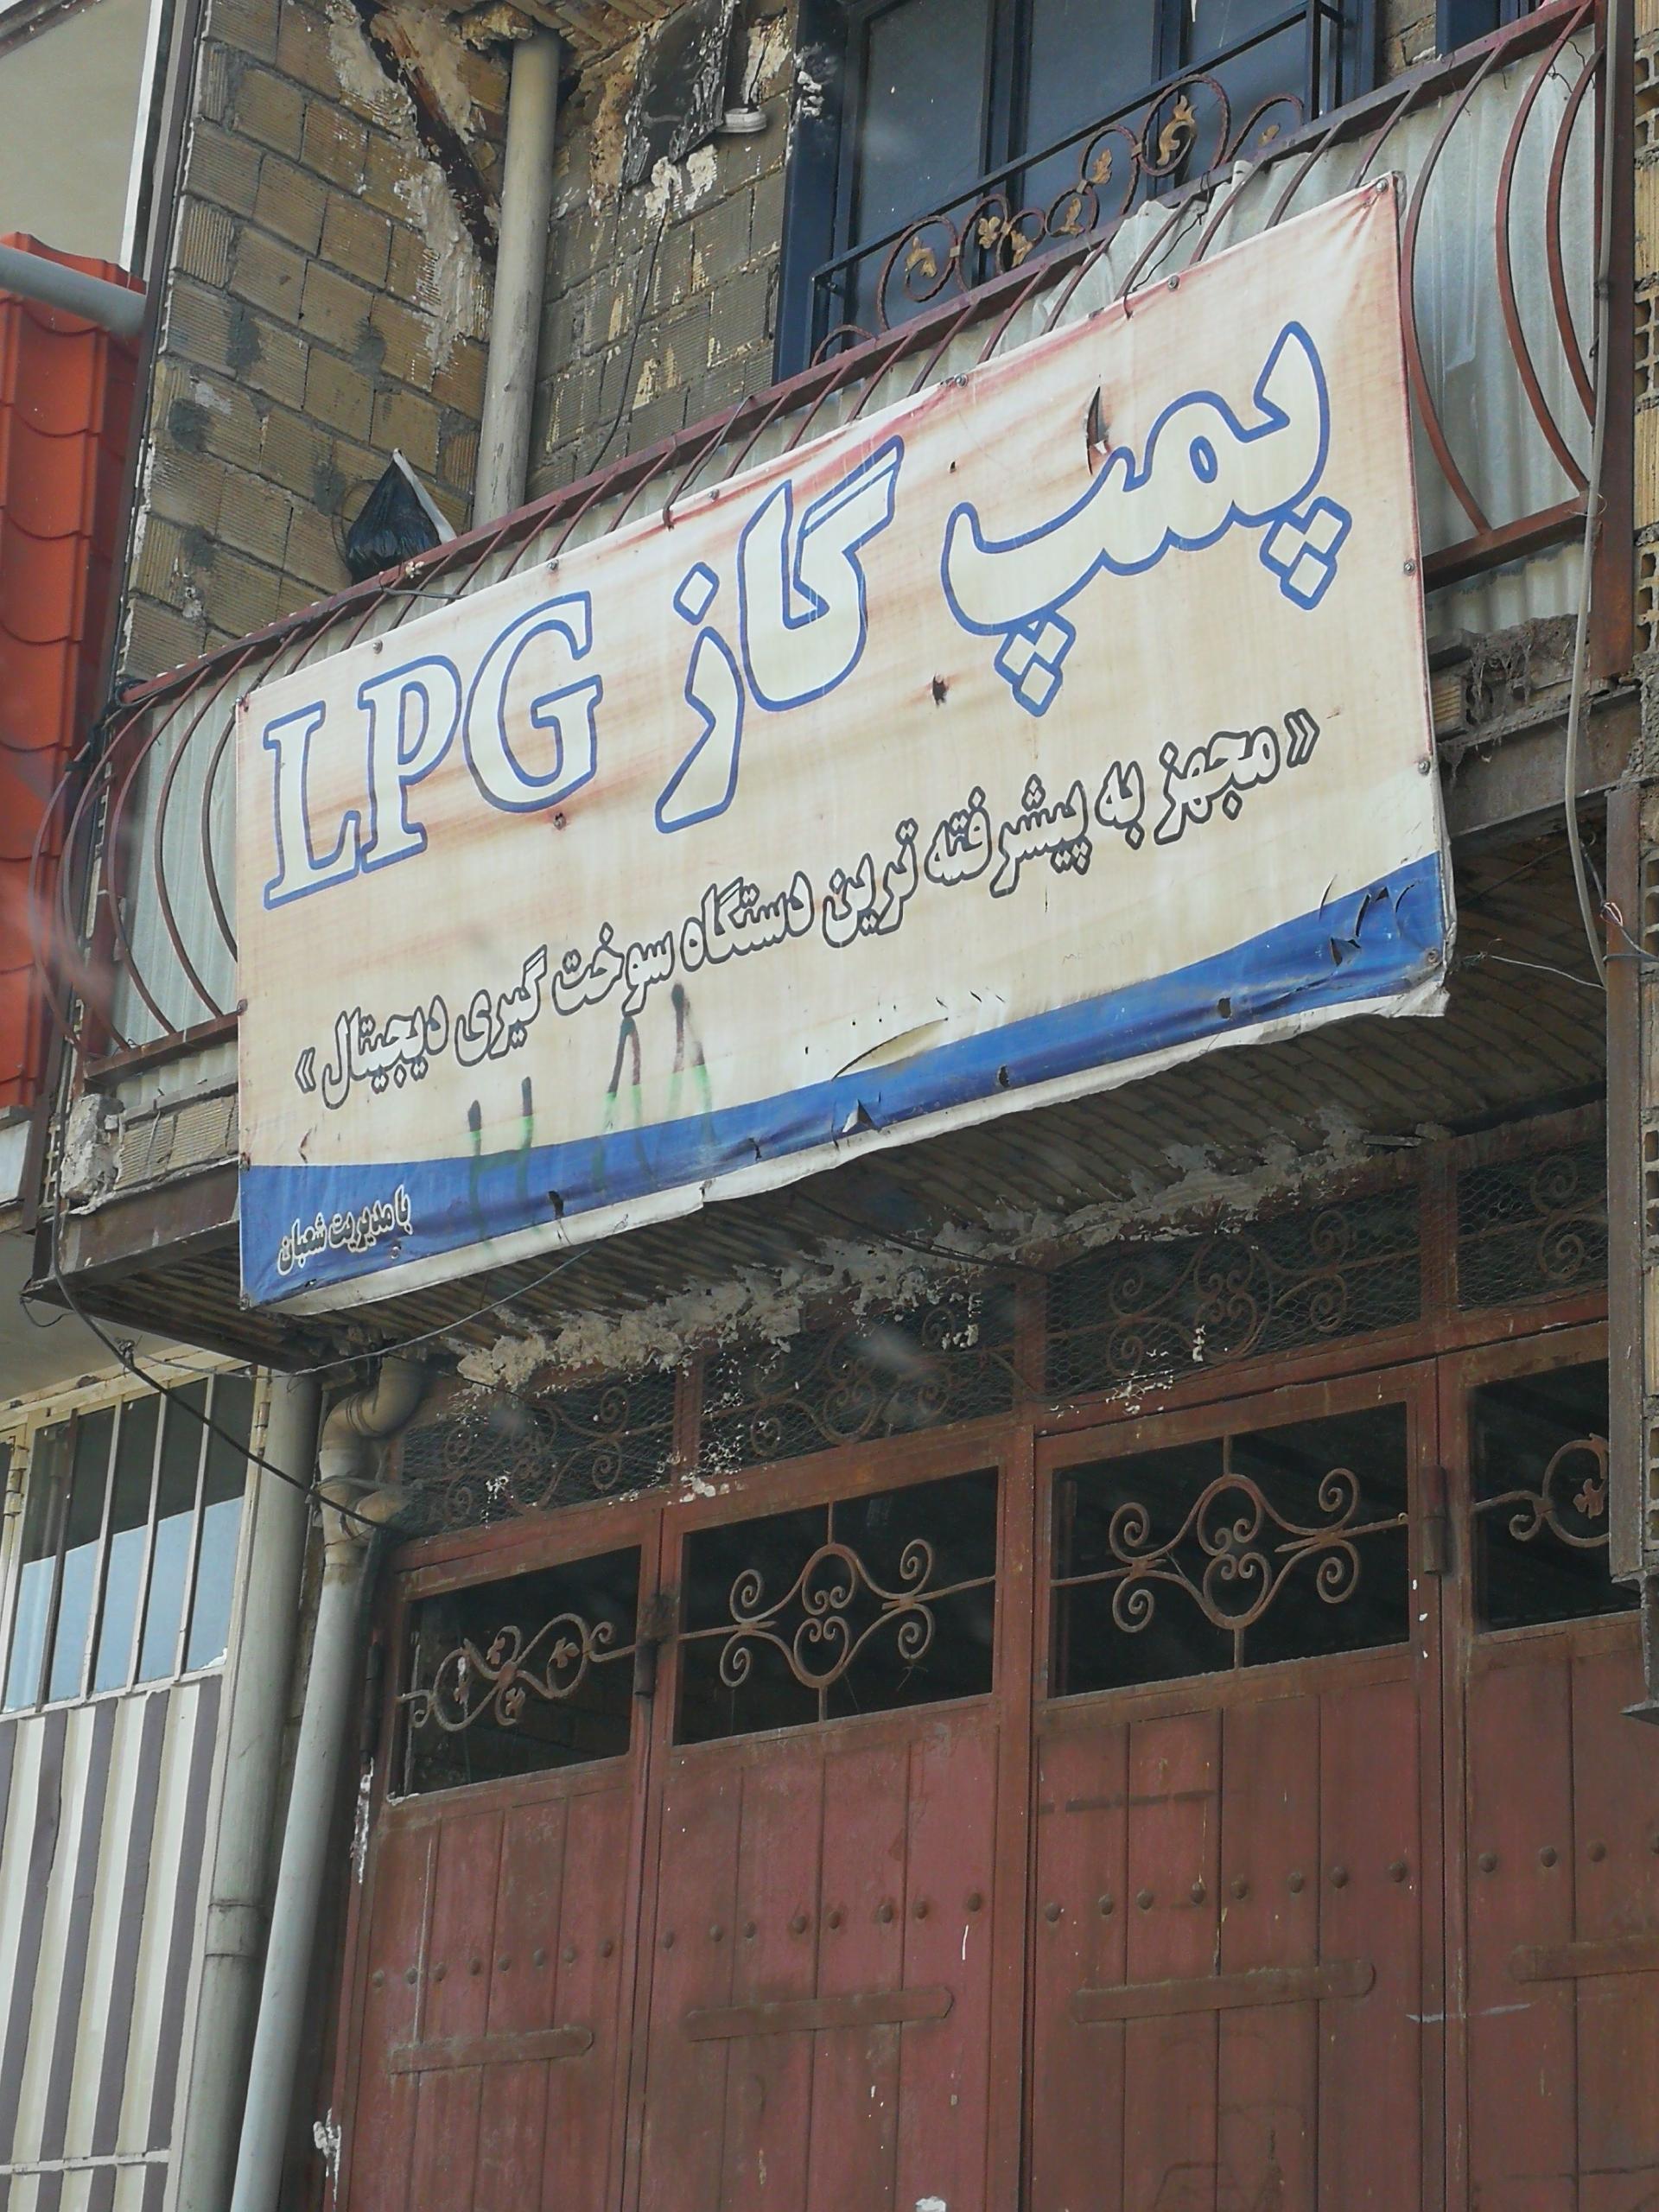 پمپ گاز LPG
«مجهز به پیشرفته ترین دستگاه سوخت گیری دیجیتال»
با مدیریت شعبان